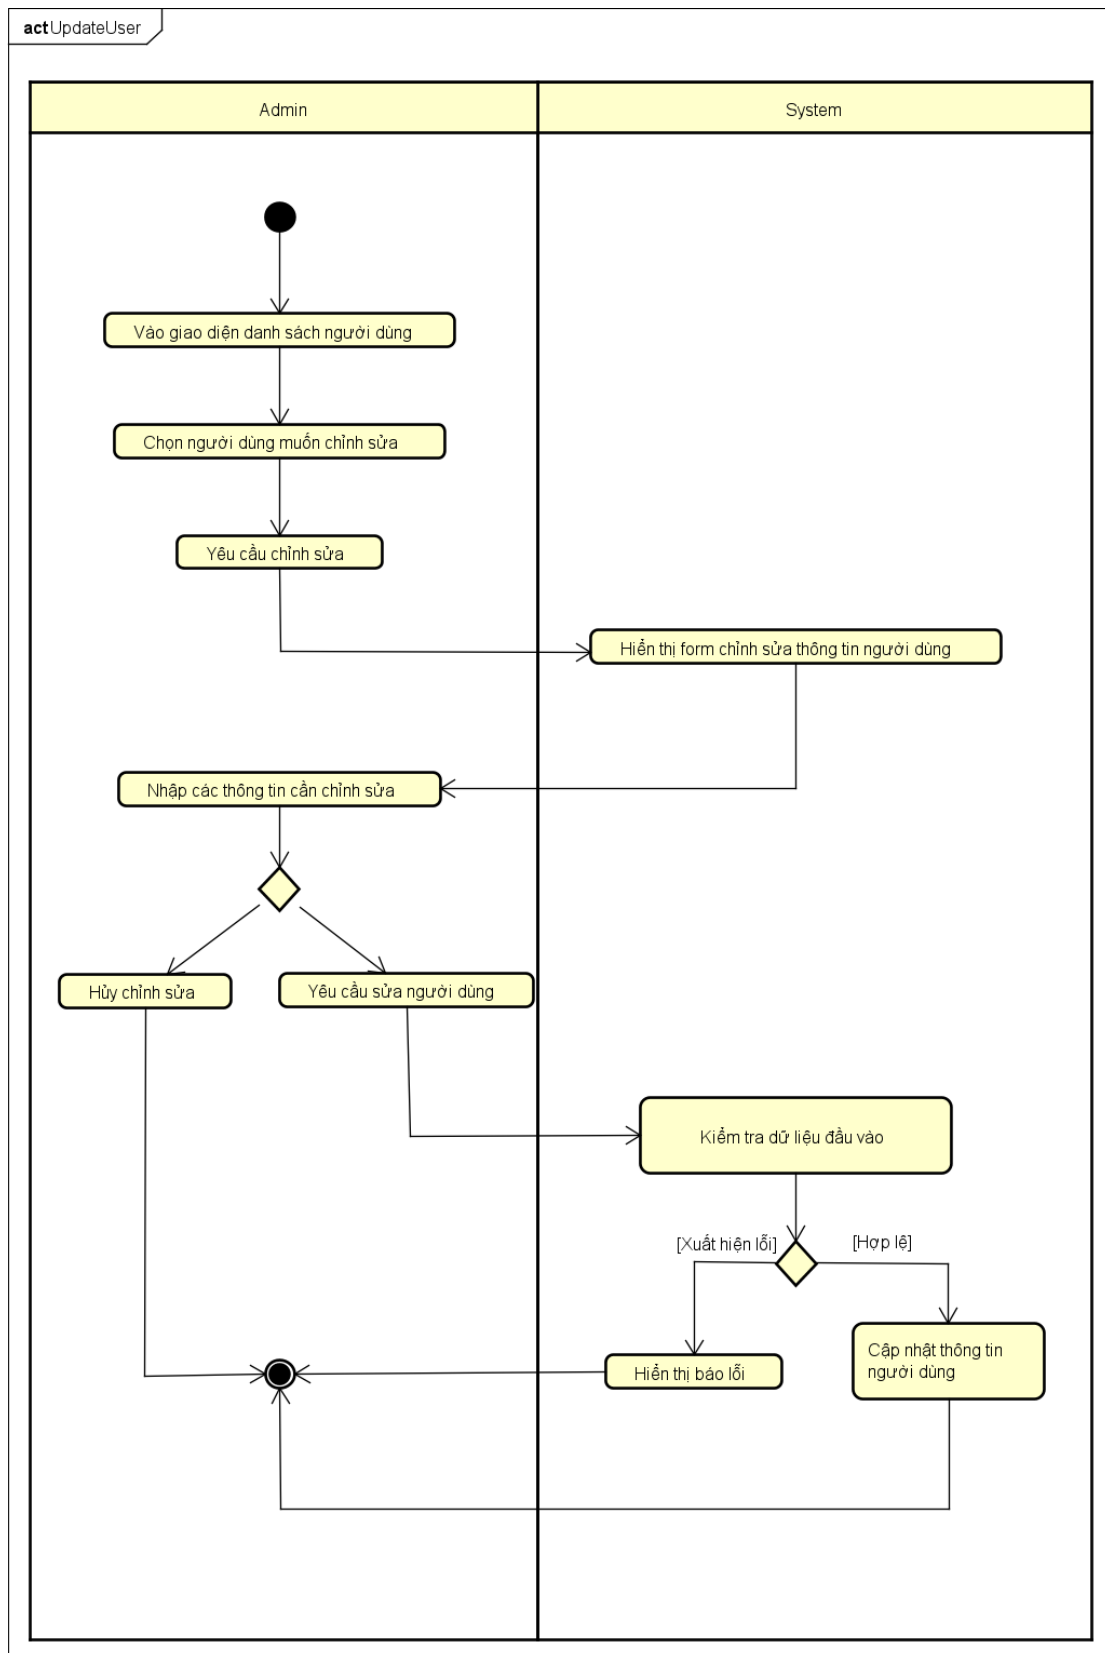 act UpdateUser
Admin
System
Vào giao diện danh sách người dùng
Chọn người dùng muốn chỉnh sửa
Yêu cầu chỉnh sửa
Hiển thị form chỉnh sửa thông tin người dùng
Nhập các thông tin cần chỉnh sửa
Hủy chỉnh sửa
Yêu cầu sửa người dùng
Kiểm tra dữ liệu đầu vào
[Xuất hiện lỗi]
[Hợp lệ]
Hiển thị báo lỗi
Cập nhật thông tin
người dùng